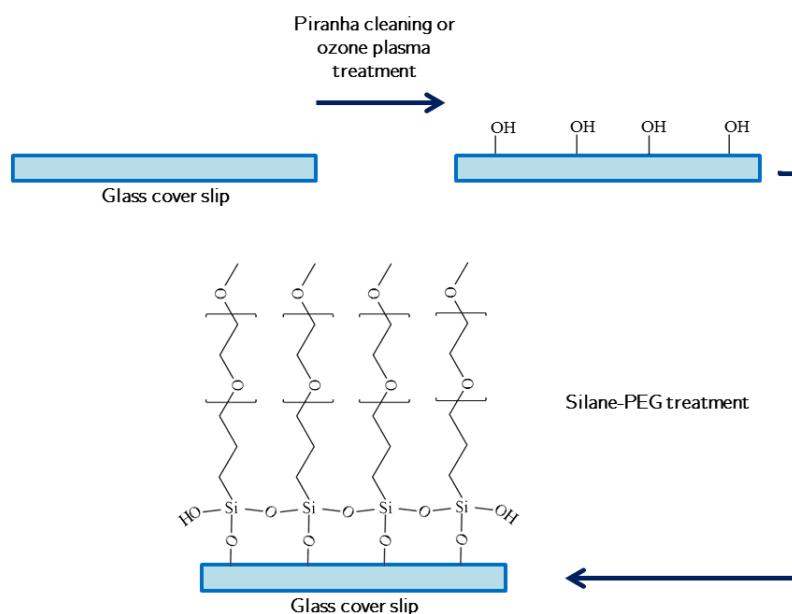 Piranha cleaning or
ozone plasma
treatment
OH OH OH OH
Glass cover slip
O O O O
O O O O
Silane-PEG treatment
HO Si O Si O Si O Si OH
O O O O
Glass cover slip